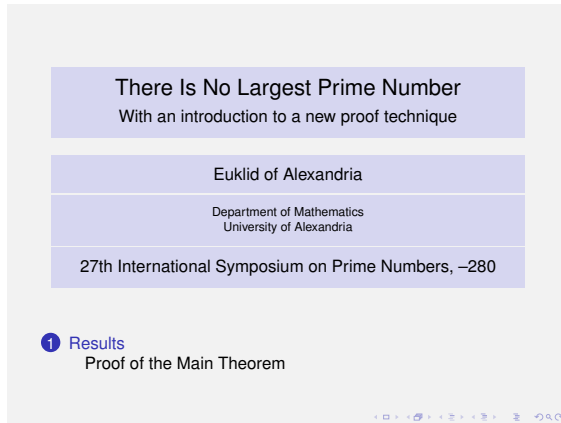 There Is No Largest Prime Number
With an introduction to a new proof technique
Euklid of Alexandria
Department of Mathematics
University of Alexandria
27th International Symposium on Prime Numbers, –280
1 Results
Proof of the Main Theorem